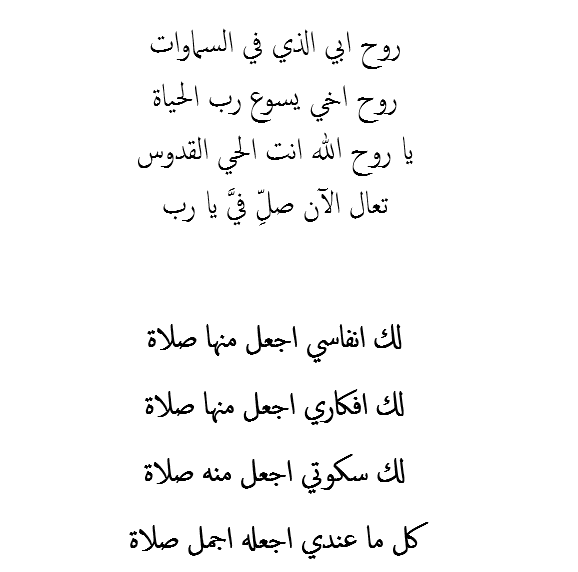 روح ابي الذي في السماوات
روح اخي يسوع رب الحياة
يا روح الله انت الحي القدوس
تعال الآن صلِّ فيَّ يا رب
لك انفاسي اجعل منها صلاة
لك افكاري اجعل منها صلاة
لك سكوتي اجعل منه صلاة
كل ما عندي اجعله اجمل صلاة